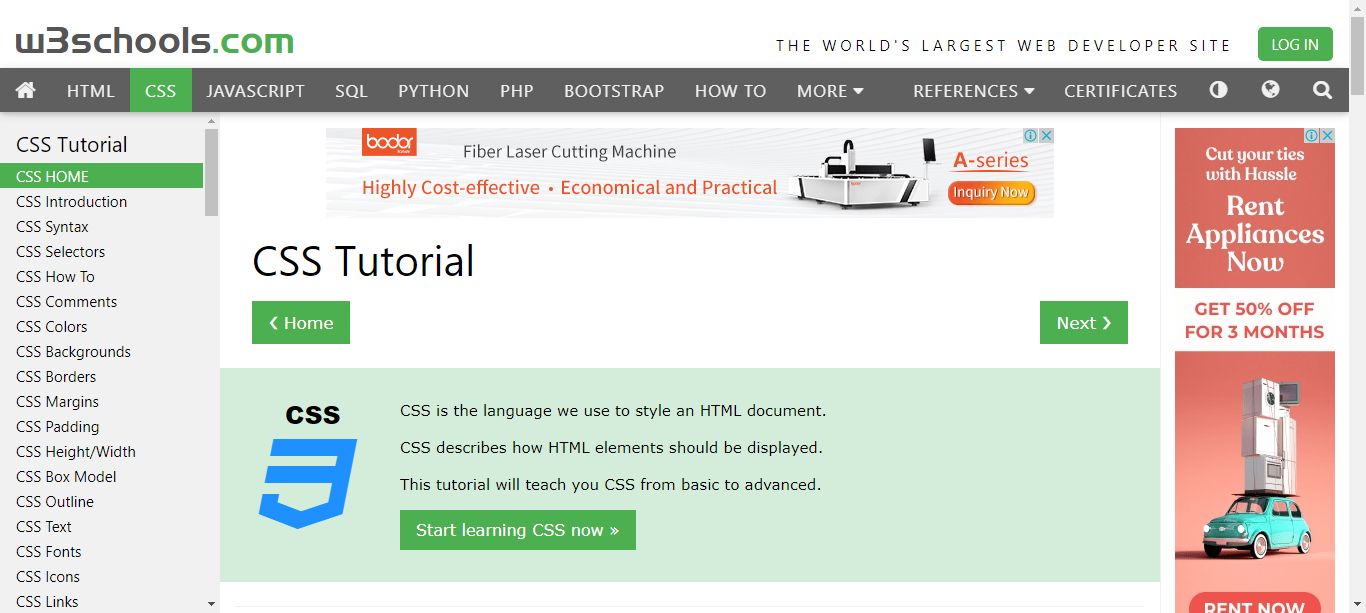 w3schools.com
THE WORLD'S LARGEST WEB DEVELOPER SITE
LOG IN
HTML CSS JAVASCRIPT SQL PYTHON PHP BOOTSTRAP HOW TO MORE REFERENCES CERTIFICATES
CSS Tutorial
CSS HOME
CSS Introduction
CSS Syntax
CSS Selectors
CSS How To
CSS Comments
CSS Colors
CSS Backgrounds
CSS Borders
CSS Margins
CSS Padding
CSS Height/Width
CSS Box Model
CSS Outline
CSS Text
CSS Fonts
CSS Icons
CSS Links
bodor
Fiber Laser Cutting Machine
Highly Cost-effective • Economical and Practical
A-series
Inquiry Now
CSS Tutorial
❮ Home
Next ❯
CSS
CSS is the language we use to style an HTML document.
CSS describes how HTML elements should be displayed.
This tutorial will teach you CSS from basic to advanced.
Start learning CSS now »
Cut your ties
with Hassle
Rent
Appliances
Now
GET 50% OFF
FOR 3 MONTHS
RENT NOW